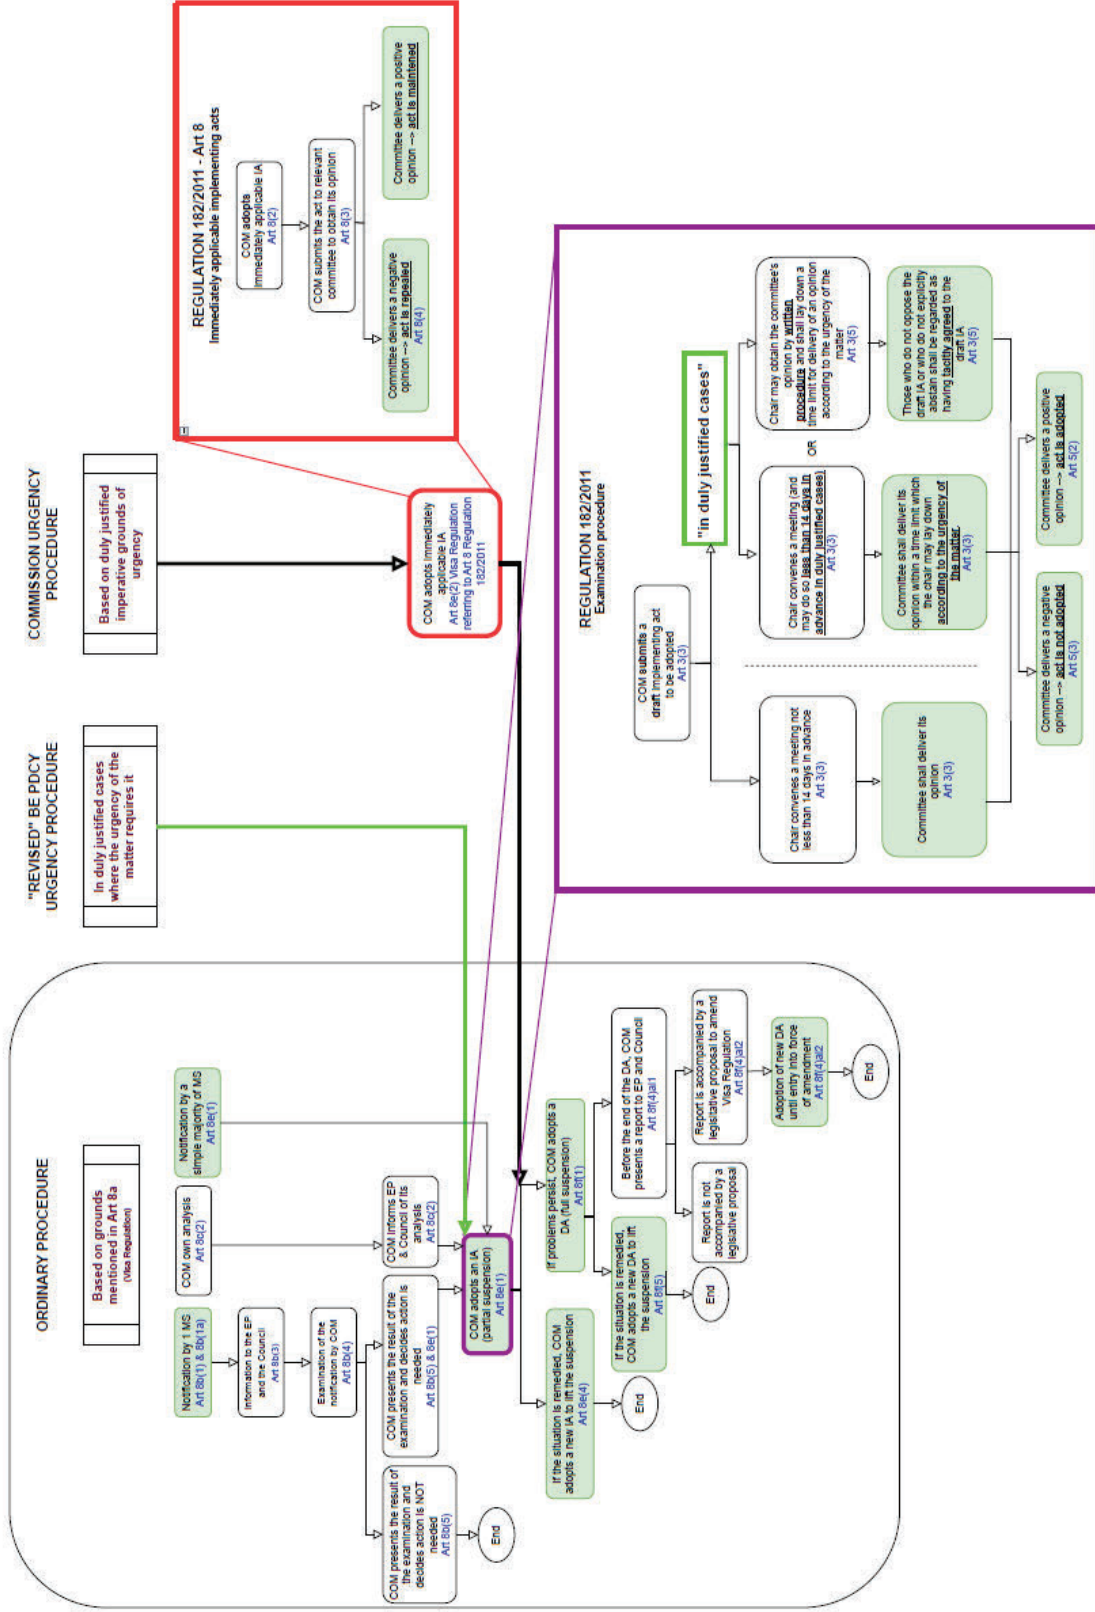 ORDINARY PROCEDURE
Based on grounds
mentioned in Art 8a
(Visa Regulation)
Notification by 1 MS
Art 8b(1) & 8b(1a)
COM own analysis
Art 8c(2)
Notification by a
simple majority of MS
Art 8e(1)
Information to the EP
and the Council
Art 8b(3)
Examination of the
notification by COM
Art 8b(4)
COM presents the result of
the examination and
decides action is NOT
needed
Art 8b(5)
End
COM presents the result of the
examination and decides action is
needed
Art 8b(5) & 8e(1)
COM informs EP
& Council of its
analysis
Art 8c(2)
COM adopts an IA
(partial suspension)
Art 8e(1)
If the situation is remedied, COM
adopts a new IA to lift the suspension
Art 8e(4)
End
If problems persist, COM adopts a
DA (full suspension)
Art 8f(1)
If the situation is remedied,
COM adopts a new DA to lift
the suspension
Art 8f(5)
End
Before the end of the DA, COM
presents a report to EP and Council
Art 8f(4)al1
Report is not
accompanied by a
legislative proposal
Report is accompanied by a
legislative proposal to amend
Visa Regulation
Art 8f(4)al2
Adoption of new DA
until entry into force
of amendment
Art 8f(4)al2
End
"REVISED" BE PDCY
URGENCY PROCEDURE
In duly justified cases
where the urgency of the
matter requires it
COMMISSION URGENCY
PROCEDURE
Based on duly justified
imperative grounds of
urgency
COM adopts immediately
applicable IA
Art 8e(2) Visa Regulation
referring to Art 8 Regulation
182/2011
REGULATION 182/2011 - Art 8
Immediately applicable implementing acts
COM adopts
immediately applicable IA
Art 8(2)
COM submits the act to relevant
committee to obtain its opinion
Art 8(3)
Committee delivers a negative
opinion --> act is repealed
Art 8(4)
Committee delivers a positive
opinion --> act is maintened
REGULATION 182/2011
Examination procedure
COM submits a
draft implementing act
to be adopted
Art 3(3)
"in duly justified cases"
Chair convenes a meeting not
less than 14 days in advance
Art 3(3)
Chair convenes a meeting (and
may do so less than 14 days in
advance in duly justified cases)
Art 3(3)
OR
Chair may obtain the committee's
opinion by written
procedure and shall lay down a
time limit for delivery of an opinion
according to the urgency of the
matter
Art 3(5)
Committee shall deliver its
opinion
Art 3(3)
Committee shall deliver its
opinion within a time limit which
the chair may lay down
according to the urgency of
the matter.
Art 3(3)
Those who do not oppose the
draft IA or who do not explicitly
abstain shall be regarded as
having tacitly agreed to the
draft IA
Art 3(5)
Committee delivers a negative
opinion --> act is not adopted
Art 5(3)
Committee delivers a positive
opinion --> act is adopted
Art 5(2)